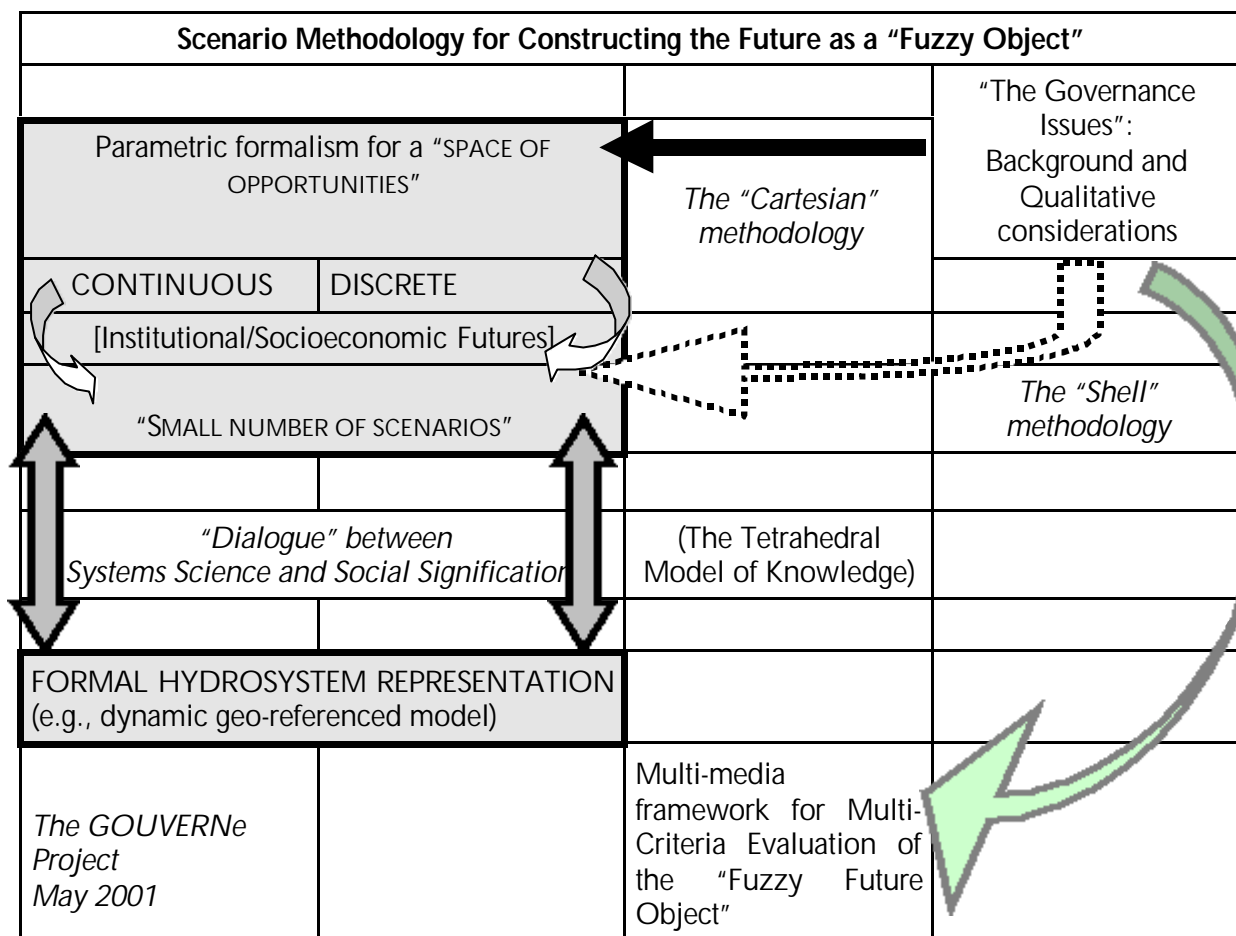 Scenario Methodology for Constructing the Future as a “Fuzzy Object”
“The Governance
Issues”:
Background and
Qualitative
considerations
Parametric formalism for a “SPACE OF
OPPORTUNITIES”
The “Cartesian”
methodology
CONTINUOUS
DISCRETE
[Institutional/Socioeconomic Futures]
“SMALL NUMBER OF SCENARIOS”
The “Shell”
methodology
“Dialogue” between
Systems Science and Social Signification
(The Tetrahedral
Model of Knowledge)
FORMAL HYDROSYSTEM REPRESENTATION
(e.g., dynamic geo-referenced model)
The GOUVERNe
Project
May 2001
Multi-media
framework for Multi-
Criteria Evaluation of
the “Fuzzy Future
Object”